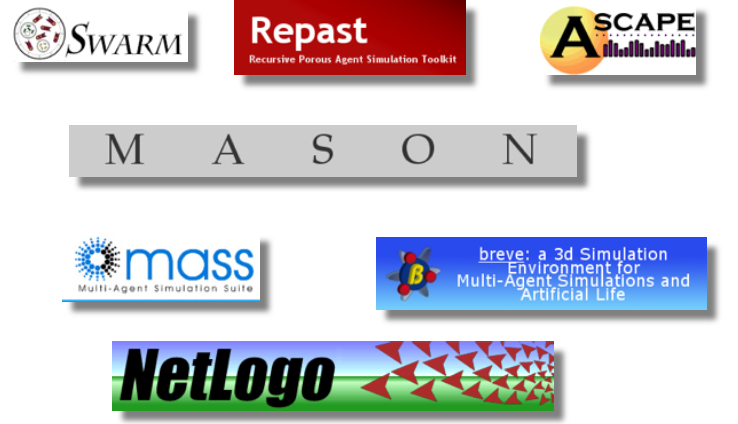 SWARM
Repast
Recursive Porous Agent Simulation Toolkit
ASCAPE
M A S O N
mass
Multi-Agent Simulation Suite
B
breve: a 3d Simulation
Environment for
Multi-Agent Simulations and
Artificial Life
NetLogo